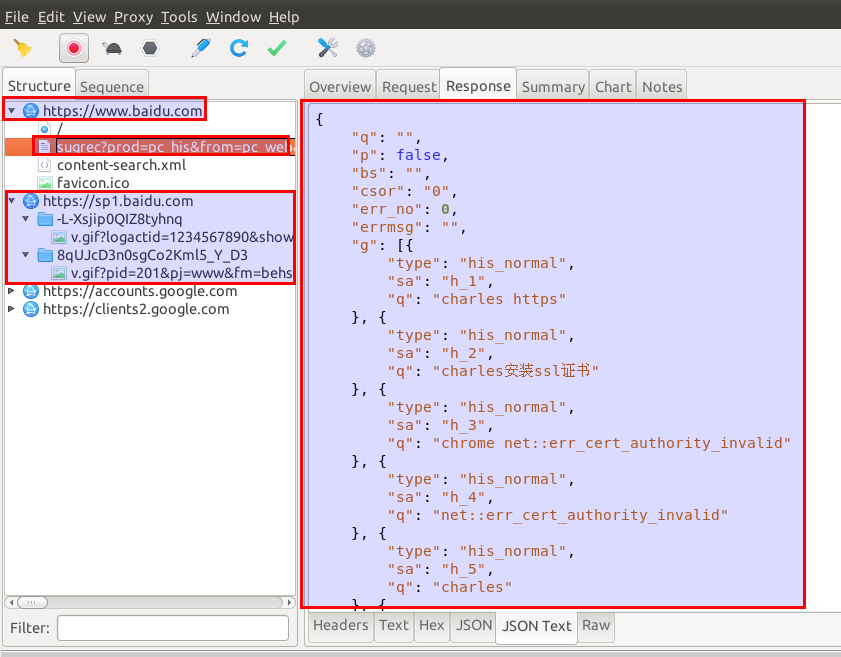 File Edit View Proxy Tools Window Help
Structure Sequence
https://www.baidu.com
/
sugrec?prod=pc_his&from=pc_web
content-search.xml
favicon.ico
https://sp1.baidu.com
-L-Xsjip0QIZ8tyhnq
v.gif?logactid=1234567890&show
8qUJcD3n0sgCo2Kml5_Y_D3
v.gif?pid=201&pj=www&fm=behs
https://accounts.google.com
https://clients2.google.com
Filter:
Overview Request Response Summary Chart Notes
{
"q": "",
"p": false,
"bs": "",
"csor": "0",
"err_no": 0,
"errmsg": "",
"g": [{
"type": "his_normal",
"sa": "h_1",
"q": "charles https"
}, {
"type": "his_normal",
"sa": "h_2",
"q": "charles安装ssl证书"
}, {
"type": "his_normal",
"sa": "h_3",
"q": "chrome net::err_cert_authority_invalid"
}, {
"type": "his_normal",
"sa": "h_4",
"q": "net::err_cert_authority_invalid"
}, {
"type": "his_normal",
"sa": "h_5",
"q": "charles"
}, {
Headers Text Hex JSON JSON Text Raw